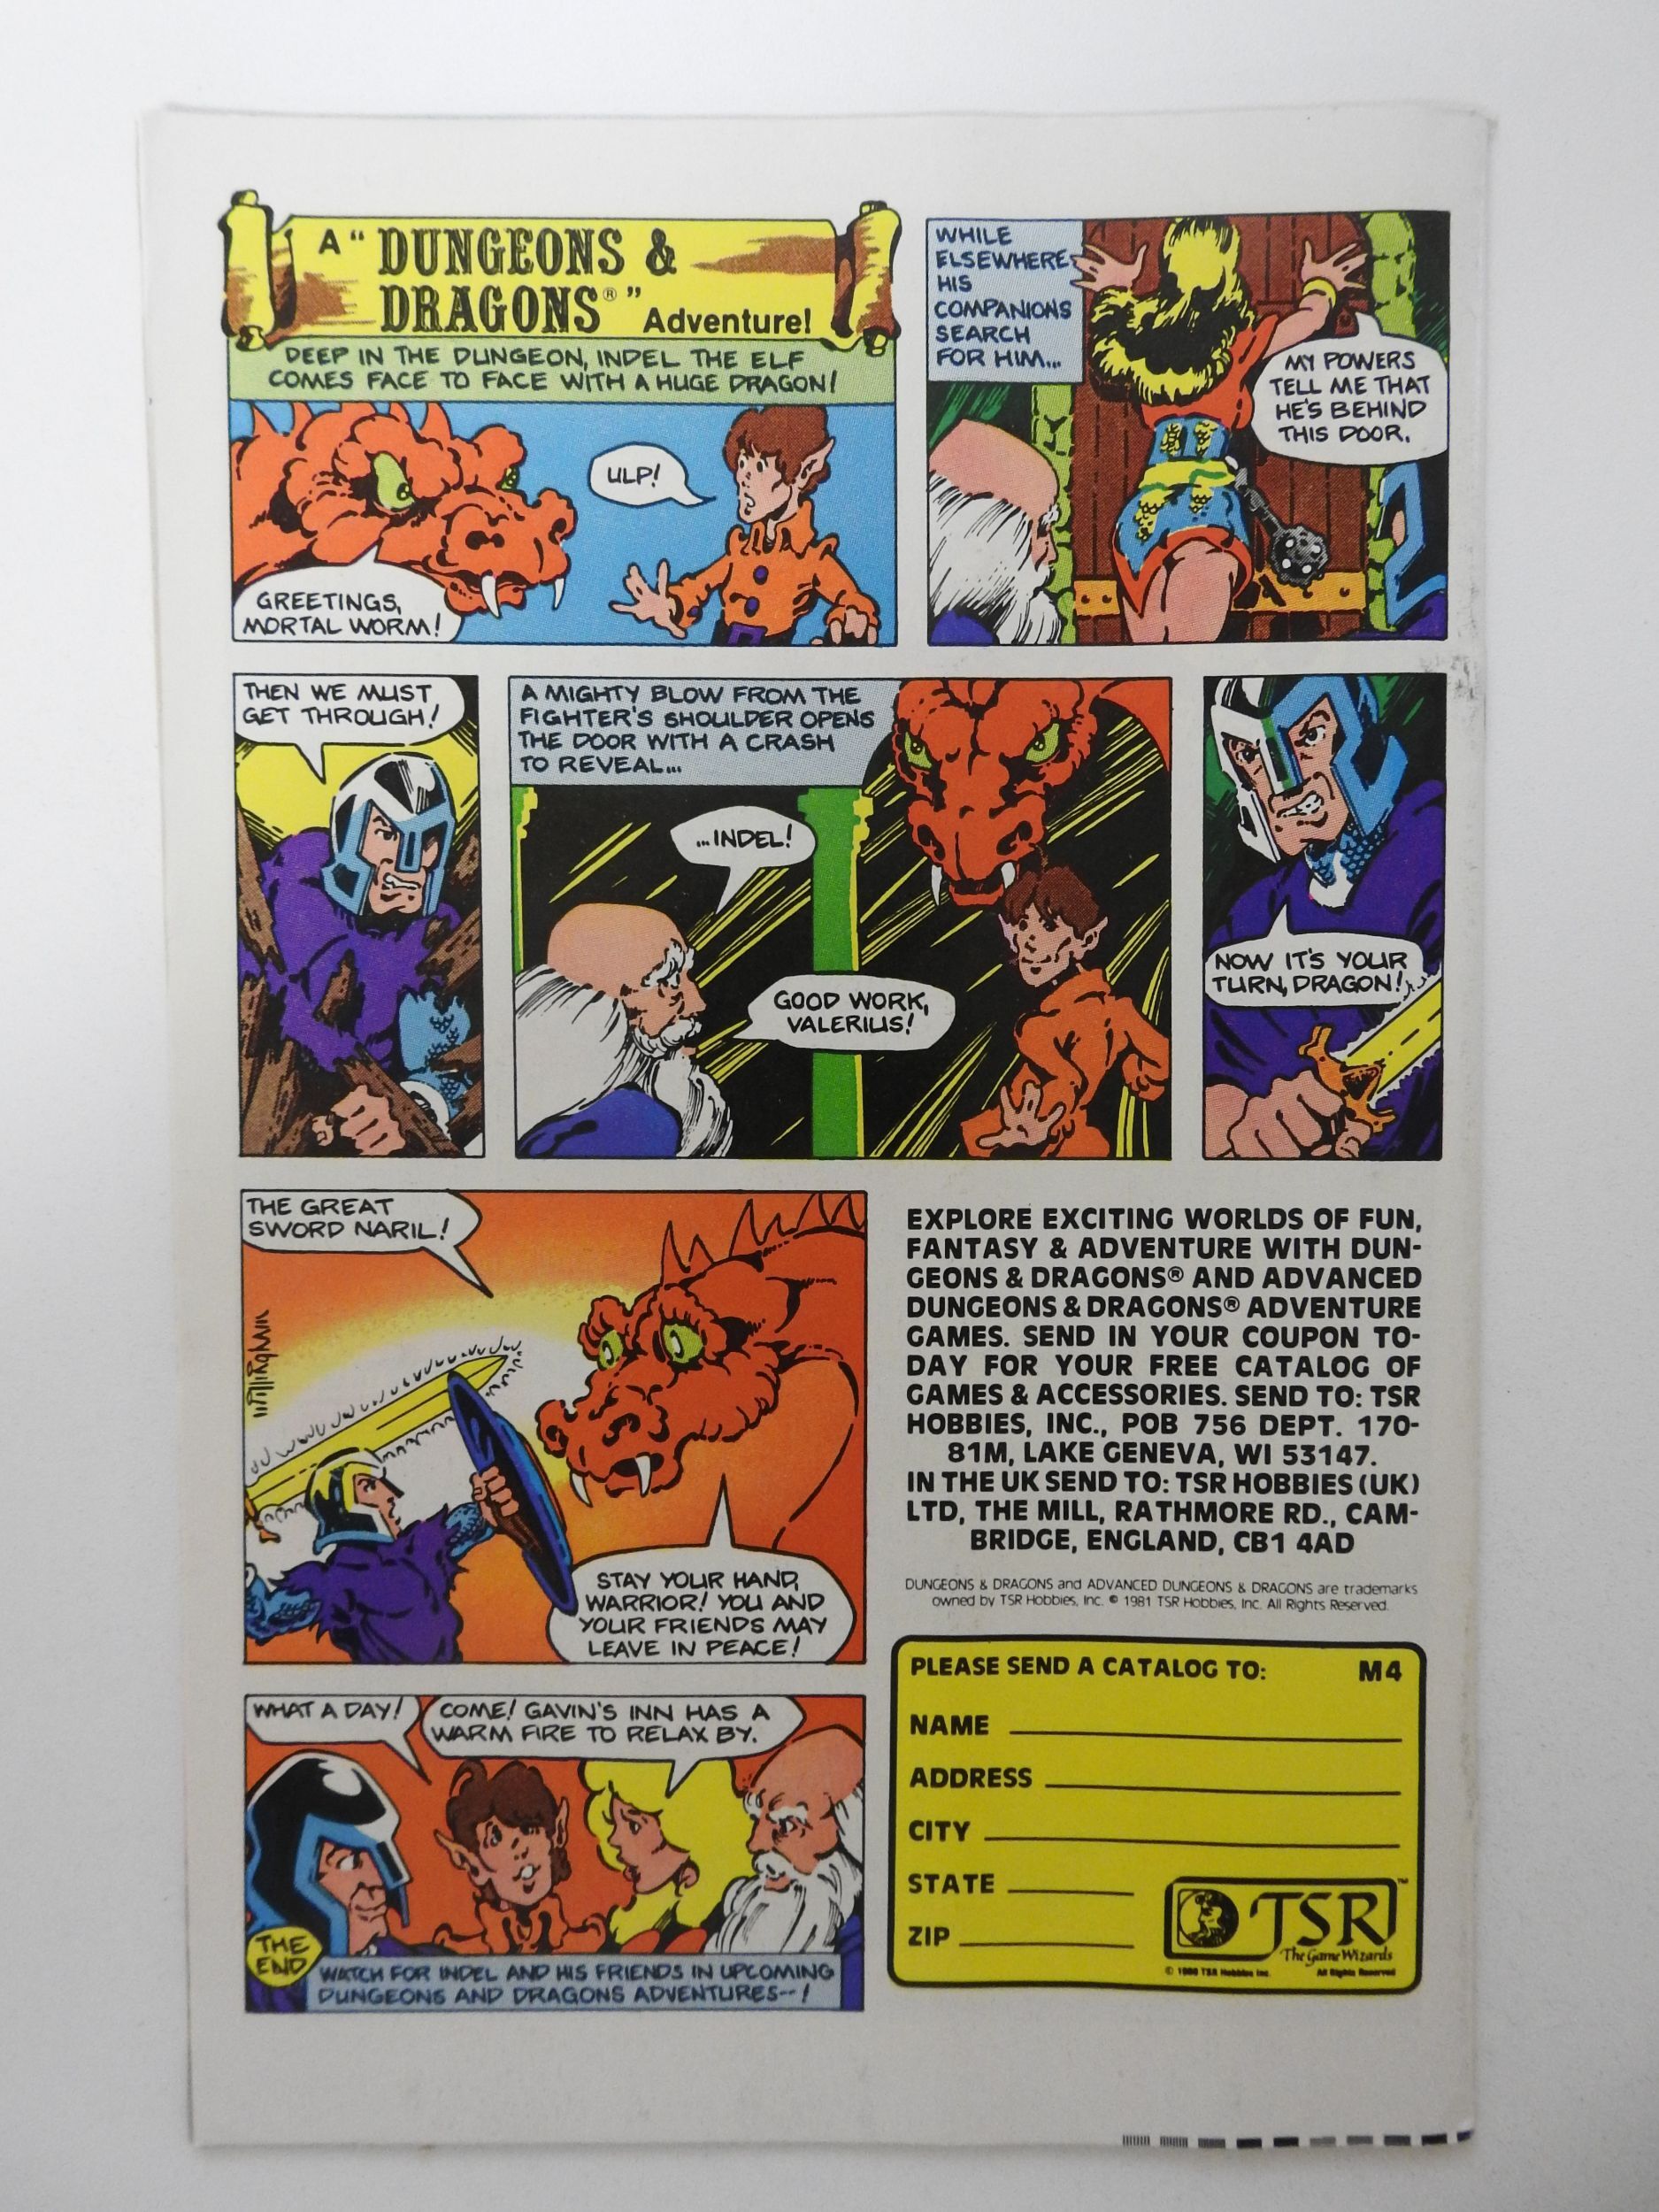 A "DUNGEONS &
DRAGONS®"
Adventure!
DEEP IN THE DUNGEON, INDEL THE ELF
COMES FACE TO FACE WITH A HUGE DRAGON!
ULP!
GREETINGS,
MORTAL WORM!
WHILE
ELSEWHERE
HIS
COMPANIONS
SEARCH
FOR HIM...
MY POWERS
TELL ME THAT
HE'S BEHIND
THIS DOOR.
THEN WE MUST
GET THROUGH!
A MIGHTY BLOW FROM THE
FIGHTER'S SHOULDER OPENS
THE DOOR WITH A CRASH
TO REVEAL...
...INDEL!
GOOD WORK,
VALERIUS!
NOW IT'S YOUR
TURN, DRAGON!
THE GREAT
SWORD NARIL!
STAY YOUR HAND,
WARRIOR! YOU AND
YOUR FRIENDS MAY
LEAVE IN PEACE!
WHAT A DAY!
COME! GAVIN'S INN HAS A
WARM FIRE TO RELAX BY.
THE
END
WATCH FOR INDEL AND HIS FRIENDS IN UPCOMING
DUNGEONS AND DRAGONS ADVENTURES--!
EXPLORE EXCITING WORLDS OF FUN,
FANTASY & ADVENTURE WITH DUN-
GEONS & DRAGONS® AND ADVANCED
DUNGEONS & DRAGONS® ADVENTURE
GAMES. SEND IN YOUR COUPON TO-
DAY FOR YOUR FREE CATALOG OF
GAMES & ACCESSORIES. SEND TO: TSR
HOBBIES, INC., POB 756 DEPT. 170-
81M, LAKE GENEVA, WI 53147.
IN THE UK SEND TO: TSR HOBBIES (UK)
LTD, THE MILL, RATHMORE RD., CAM-
BRIDGE, ENGLAND, CB1 4AD
DUNGEONS & DRAGONS and ADVANCED DUNGEONS & DRAGONS are trademarks
owned by TSR Hobbies, Inc. © 1981 TSR Hobbies, Inc. All Rights Reserved.
PLEASE SEND A CATALOG TO: M4
NAME
ADDRESS
CITY
STATE
ZIP
TSR™
The Game Wizards
© 1980 TSR Hobbies Inc. All Rights Reserved